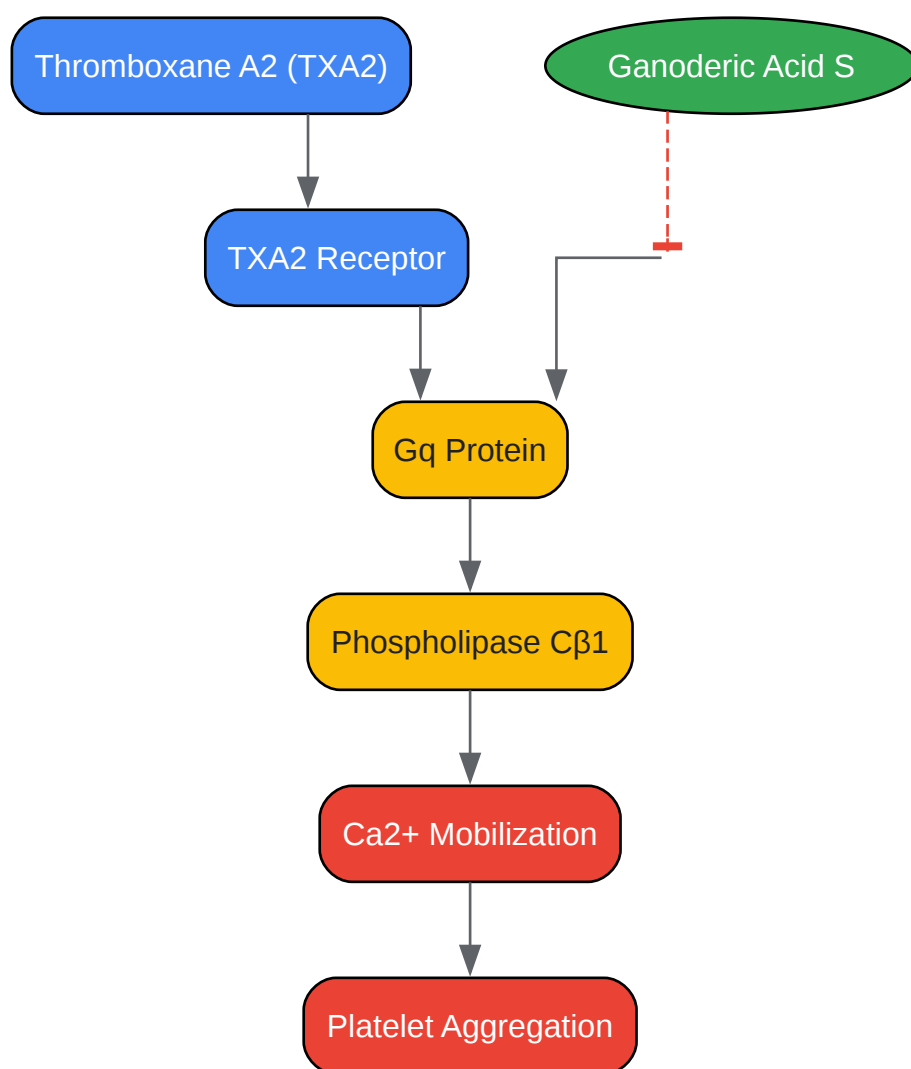 Thromboxane A2 (TXA2)
Ganoderic Acid S
TXA2 Receptor
Gq Protein
Phospholipase Cβ1
Ca2+ Mobilization
Platelet Aggregation